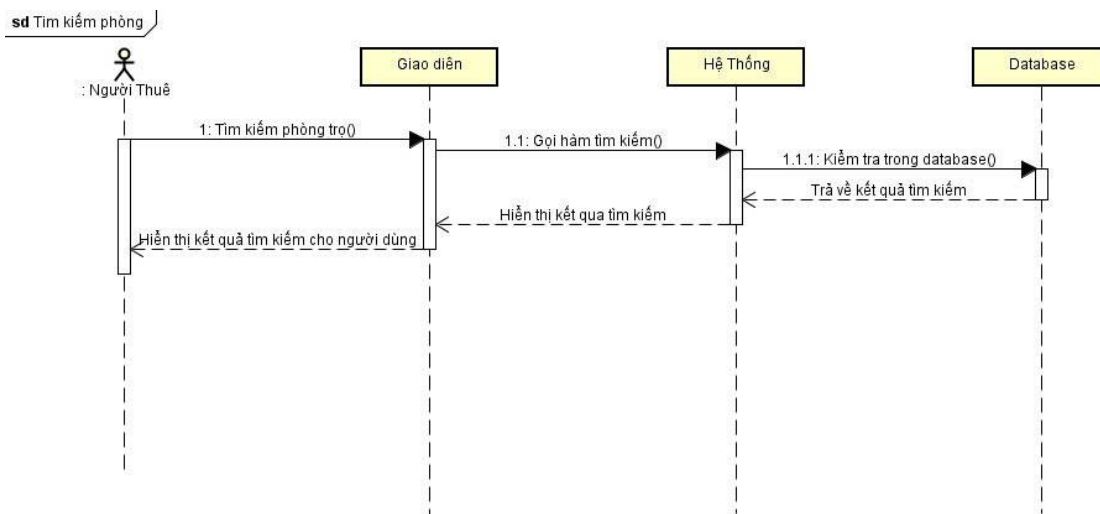 sd Tìm kiếm phòng
: Người Thuê
Giao diên
Hệ Thống
Database
1: Tìm kiếm phòng trọ()
1.1: Gọi hàm tìm kiếm()
1.1.1: Kiểm tra trong database()
Trả về kết quả tìm kiếm
Hiển thị kết qua tìm kiếm
Hiển thị kết quả tìm kiếm cho người dùng